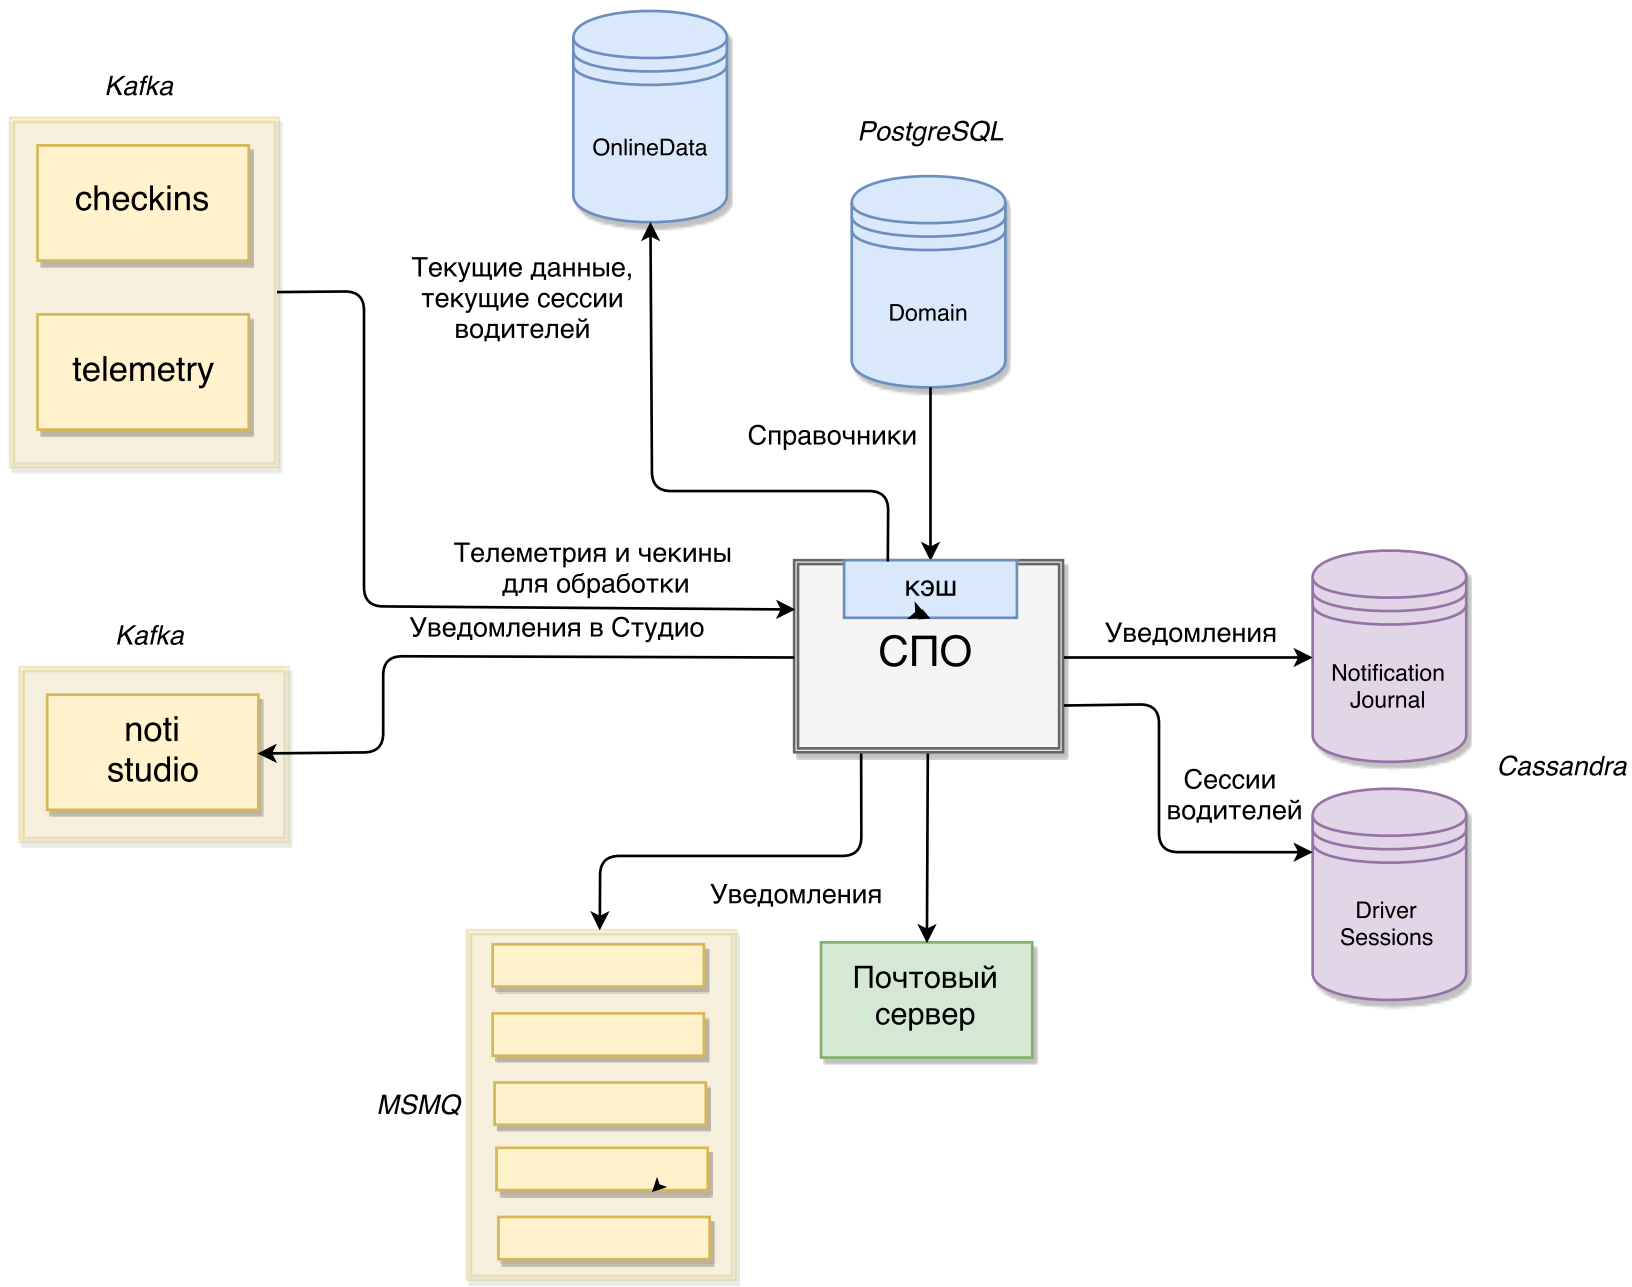 Kafka
checkins
telemetry
OnlineData
PostgreSQL
Domain
Текущие данные,
текущие сессии
водителей
Справочники
Телеметрия и чекины
для обработки
кэш
СПО
Уведомления в Студио
Kafka
noti
studio
Уведомления
Notification
Journal
Cassandra
Сессии
водителей
Driver
Sessions
Уведомления
Почтовый
сервер
MSMQ